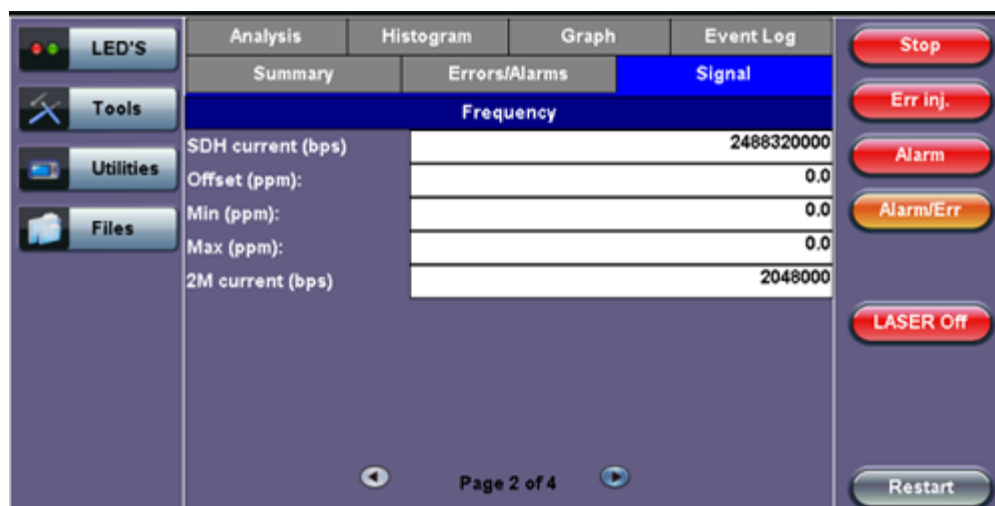 LED'S
Tools
Utilities
Files
Analysis Histogram Graph Event Log
Summary Errors/Alarms Signal
Frequency
SDH current (bps) 2488320000
Offset (ppm): 0.0
Min (ppm): 0.0
Max (ppm): 0.0
2M current (bps) 2048000
Page 2 of 4
Stop
Err inj.
Alarm
Alarm/Err
LASER Off
Restart